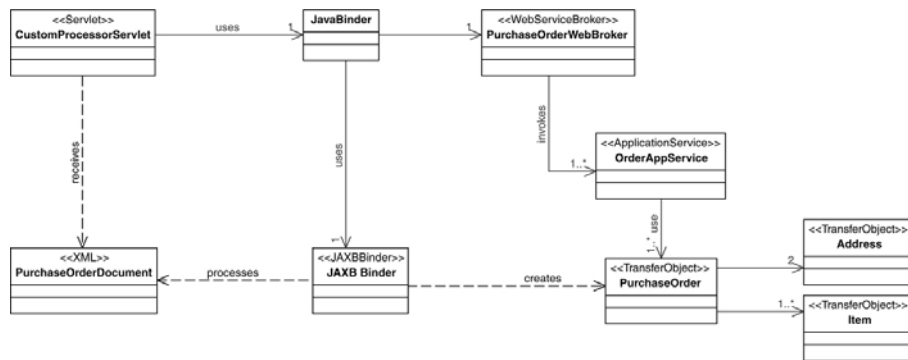 <<Servlet>>
CustomProcessorServlet
uses
1
JavaBinder
1
<<WebServiceBroker>>
PurchaseOrderWebBroker
receives
uses
1
invokes
1..*
<<ApplicationService>>
OrderAppService
1..*
use
<<XML>>
PurchaseOrderDocument
processes
<<JAXBBinder>>
JAXB Binder
creates
<<TransferObject>>
PurchaseOrder
2
<<TransferObject>>
Address
1..*
<<TransferObject>>
Item